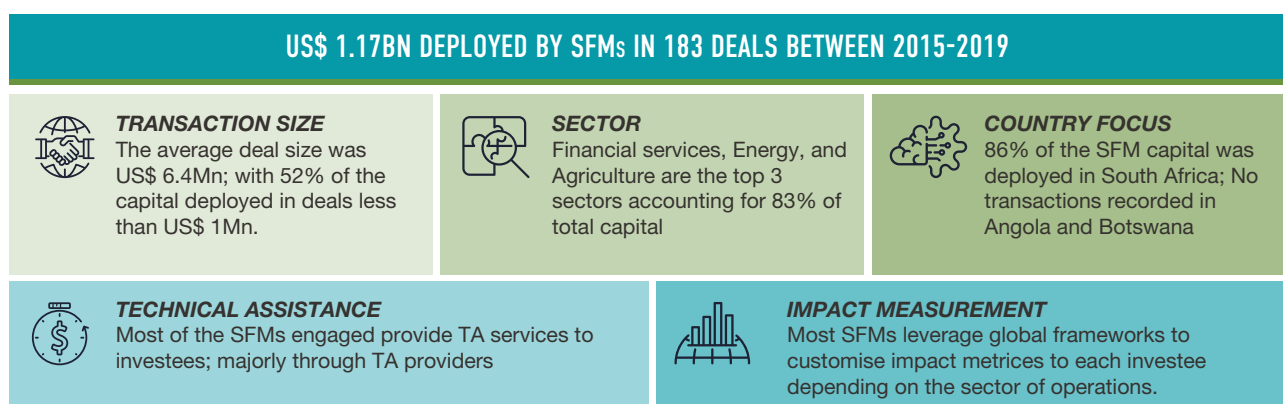 US$ 1.17BN DEPLOYED BY SFMs IN 183 DEALS BETWEEN 2015-2019
TRANSACTION SIZE
The average deal size was
US$ 6.4Mn; with 52% of the
capital deployed in deals less
than US$ 1Mn.
SECTOR
Financial services, Energy, and
Agriculture are the top 3
sectors accounting for 83% of
total capital
COUNTRY FOCUS
86% of the SFM capital was
deployed in South Africa; No
transactions recorded in
Angola and Botswana
TECHNICAL ASSISTANCE
Most of the SFMs engaged provide TA services to
investees; majorly through TA providers
IMPACT MEASUREMENT
Most SFMs leverage global frameworks to
customise impact metrices to each investee
depending on the sector of operations.